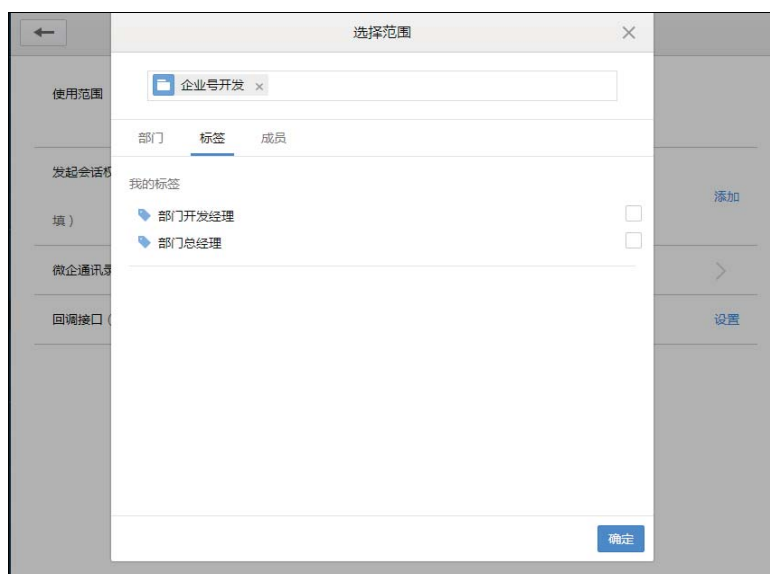 选择范围
企业号开发
使用范围
部门 标签 成员
发起会话权
我的标签
添加
部门开发经理
填）
部门总经理
微企通讯录
回调接口（
设置
确定